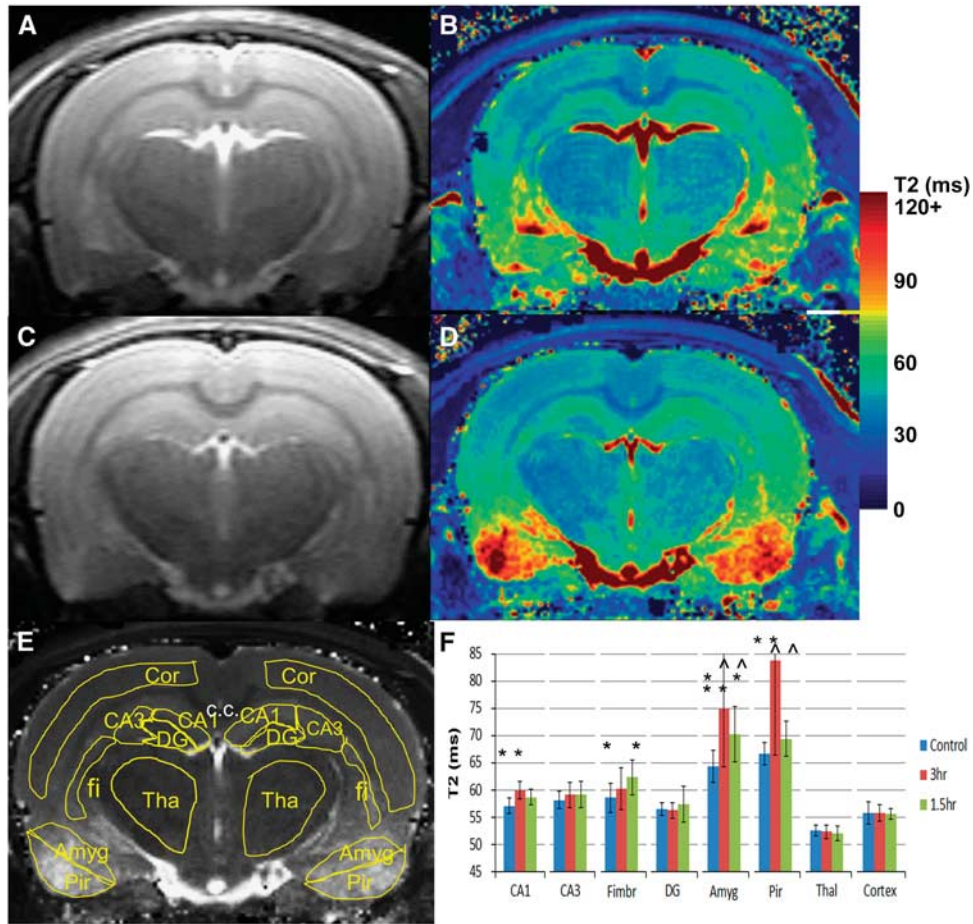 A
B
T2 (ms)
120+
90
60
30
0
C
D
E
Cor
Cor
c.c.
CA3
CA1
CA1
CA3
DG
DG
fi
fi
Tha
Tha
Amyg
Amyg
Pir
Pir
F
* *
^ ^
^ ^
*
* * *
* *
* *
85
80
75
70
65
60
55
50
45
T2 (ms)
Control
3hr
1.5hr
CA1 CA3 Fimbr DG Amyg Pir Thal Cortex